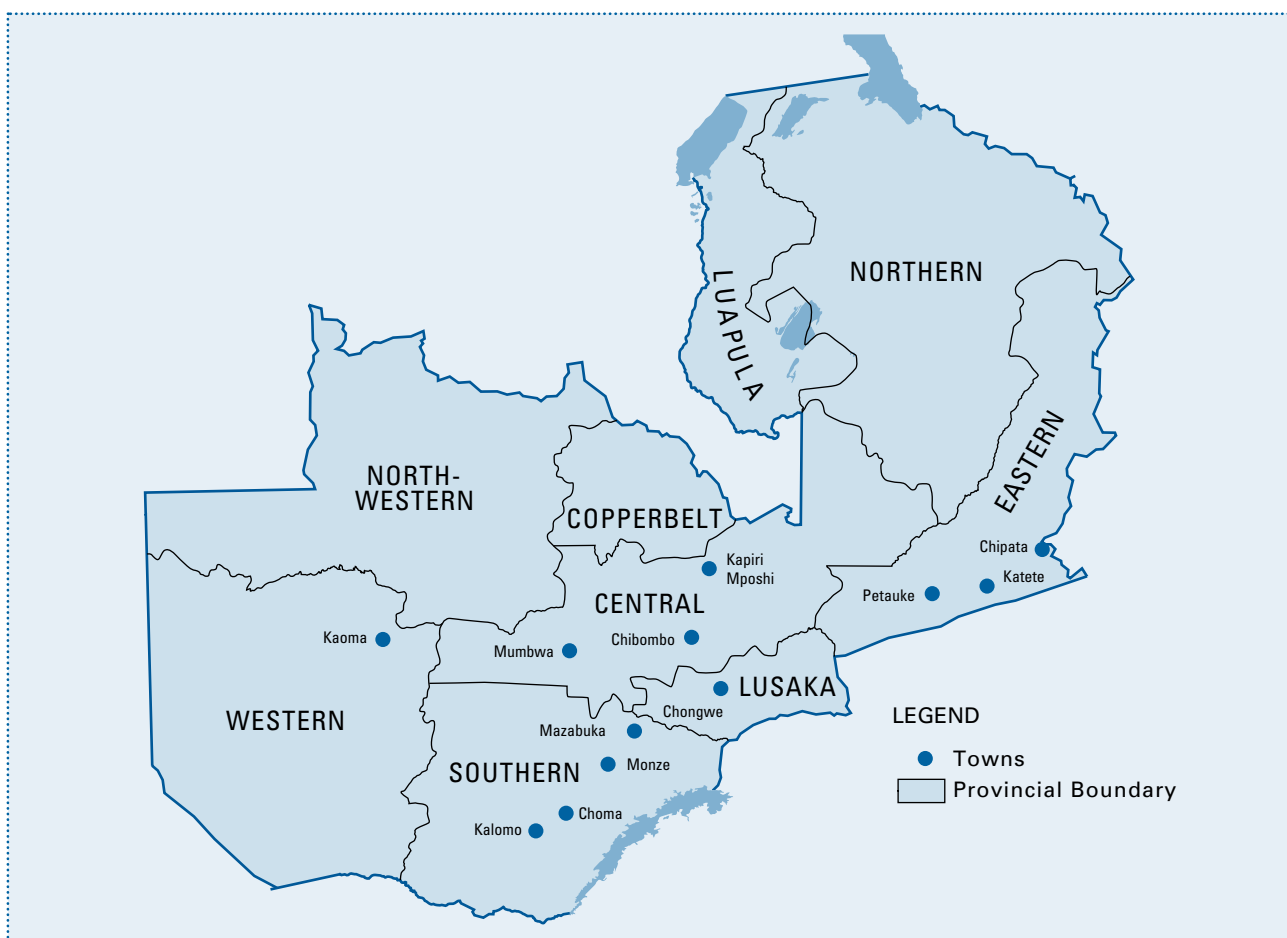 NORTHERN
LUAPULA
EASTERN
NORTH-
WESTERN
COPPERBELT
Chipata
Kapiri
Mposhi
Katete
Petauke
CENTRAL
Kaoma
Chibombo
Mumbwa
LUSAKA
Chongwe
WESTERN
LEGEND
Mazabuka
Towns
Monze
SOUTHERN
Provincial Boundary
Choma
Kalomo